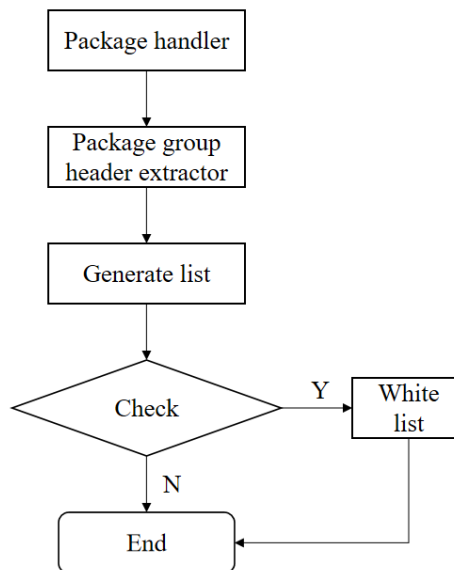 Package handler
Package group
header extractor
Generate list
Check
Y
White
list
N
End